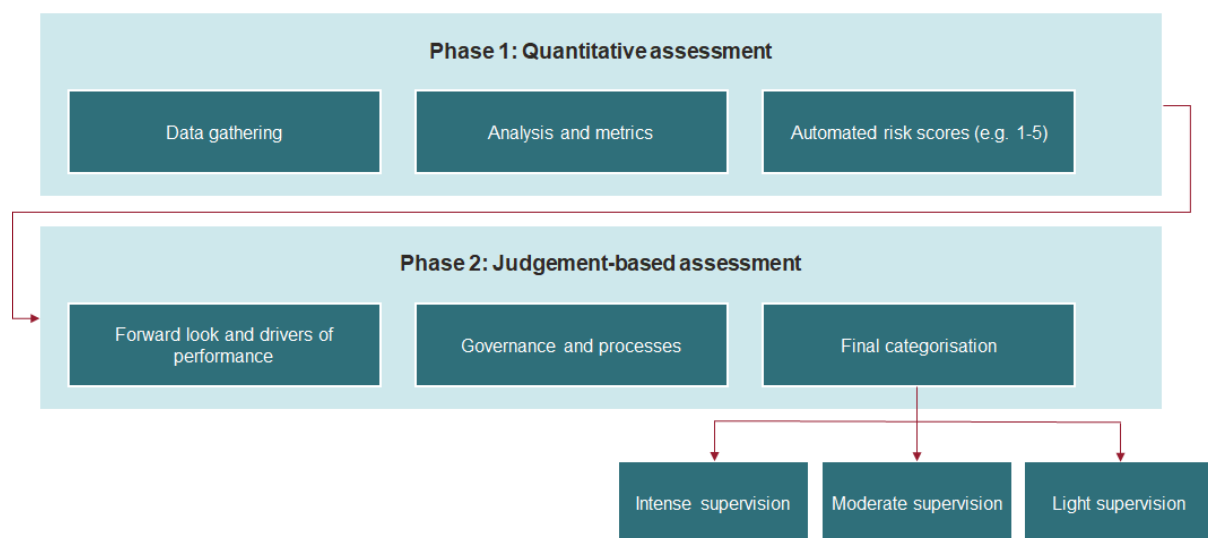 Phase 1: Quantitative assessment
Data gathering
Analysis and metrics
Automated risk scores (e.g. 1-5)
Phase 2: Judgement-based assessment
Forward look and drivers of
performance
Governance and processes
Final categorisation
Intense supervision
Moderate supervision
Light supervision